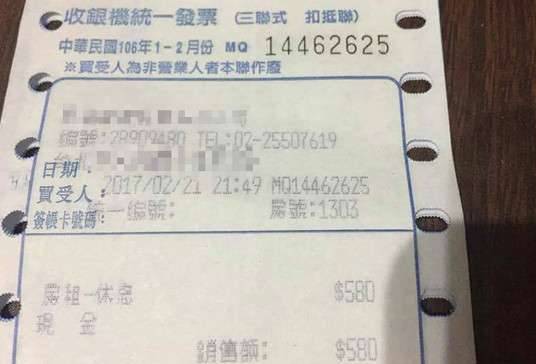 收銀機統一發票 (三聯式 扣抵聯)
中華民國106年1-2月份 MQ 14462625
※買受人為非營業人者本聯作廢
編號:28909480 TEL:02-25507619
台北
日期:
2017/02/21 21:49 MQ14462625
買受人:
統一編號: 房號:1303
簽帳卡號碼:
房租-休息 $580
現 金
銷售額: $580